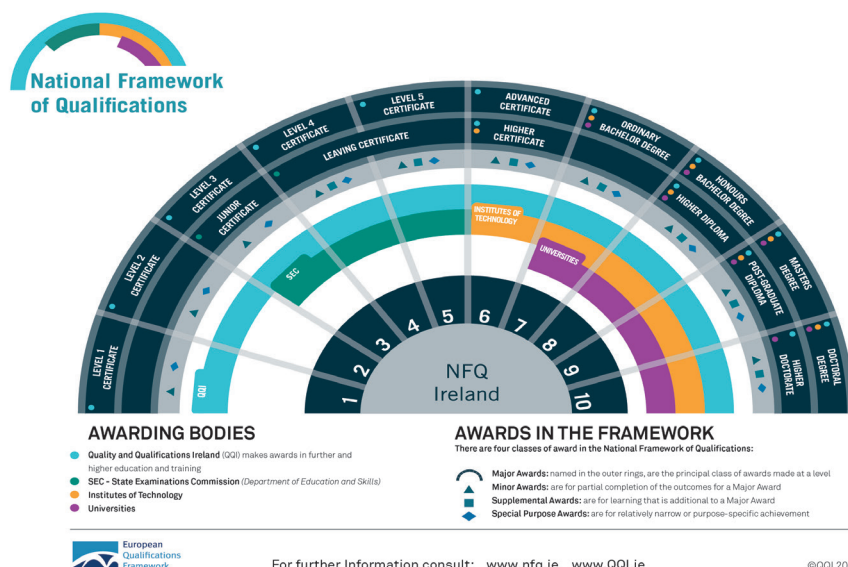 National Framework
of Qualifications
LEVEL 1
CERTIFICATE
LEVEL 2
CERTIFICATE
LEVEL 3
CERTIFICATE
LEVEL 4
CERTIFICATE
LEVEL 5
CERTIFICATE
ADVANCED
CERTIFICATE
ORDINARY
BACHELOR DEGREE
HONOURS
BACHELOR DEGREE
MASTERS
DEGREE
DOCTORAL
DEGREE
JUNIOR
CERTIFICATE
LEAVING CERTIFICATE
HIGHER
CERTIFICATE
HIGHER DIPLOMA
POST-GRADUATE
DIPLOMA
HIGHER
DOCTORATE
QQI
SEC
INSTITUTES OF
TECHNOLOGY
UNIVERSITIES
1 2 3 4 5 6 7 8 9 10
NFQ
Ireland
AWARDING BODIES
Quality and Qualifications Ireland (QQI) makes awards in further and
higher education and training
SEC - State Examinations Commission (Department of Education and Skills)
Institutes of Technology
Universities
AWARDS IN THE FRAMEWORK
There are four classes of award in the National Framework of Qualifications:
Major Awards: named in the outer rings, are the principal class of awards made at a level
Minor Awards: are for partial completion of the outcomes for a Major Award
Supplemental Awards: are for learning that is additional to a Major Award
Special Purpose Awards: are for relatively narrow or purpose-specific achievement
European
Qualifications
Framework
For further Information consult: www.nfq.ie www.QQI.ie
©QQI 20